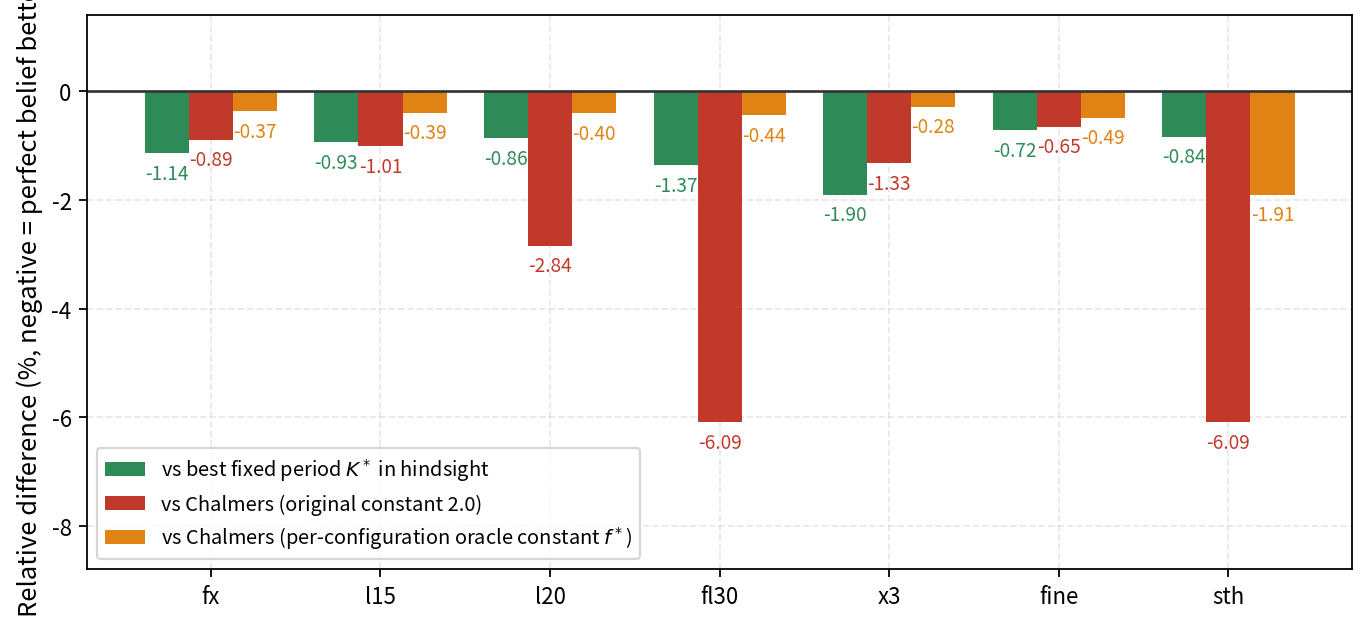 Relative difference (%, negative = perfect belief bette
0
-2
-4
-6
-8
-1.14
-0.89
-0.37
-0.93
-1.01
-0.39
-0.86
-2.84
-0.40
-1.37
-6.09
-0.44
-1.90
-1.33
-0.28
-0.72
-0.65
-0.49
-0.84
-6.09
-1.91
vs best fixed period K* in hindsight
vs Chalmers (original constant 2.0)
vs Chalmers (per-configuration oracle constant f*)
fx
l15
l20
fl30
x3
fine
sth